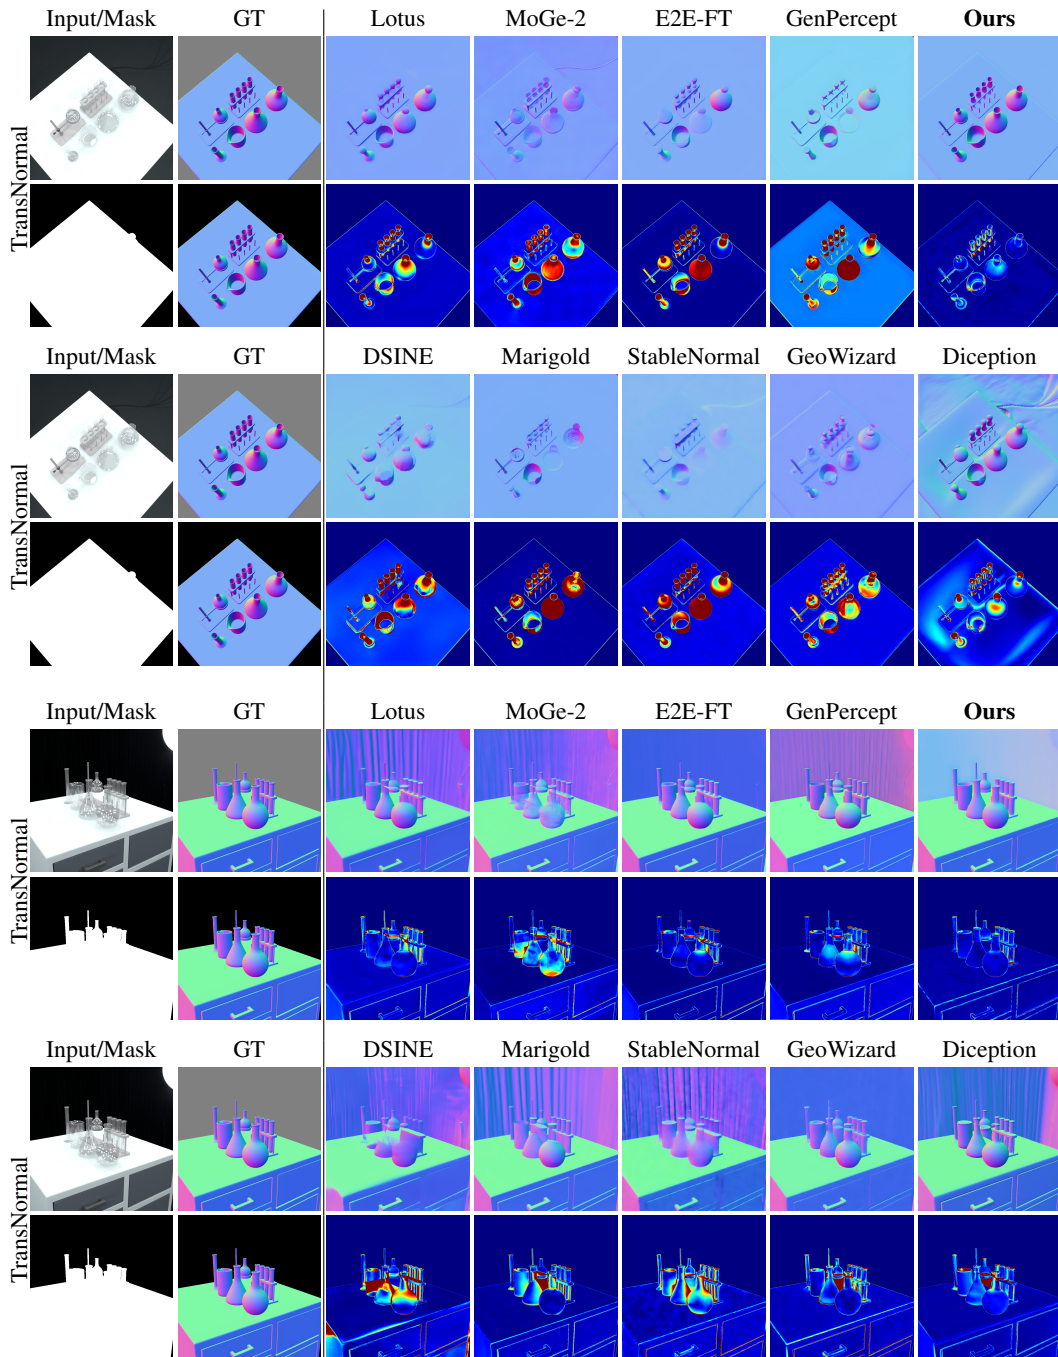 Input/Mask GT Lotus MoGe-2 E2E-FT GenPercept Ours
TransNormal
Input/Mask GT DSINE Marigold StableNormal GeoWizard Diception
TransNormal
Input/Mask GT Lotus MoGe-2 E2E-FT GenPercept Ours
TransNormal
Input/Mask GT DSINE Marigold StableNormal GeoWizard Diception
TransNormal